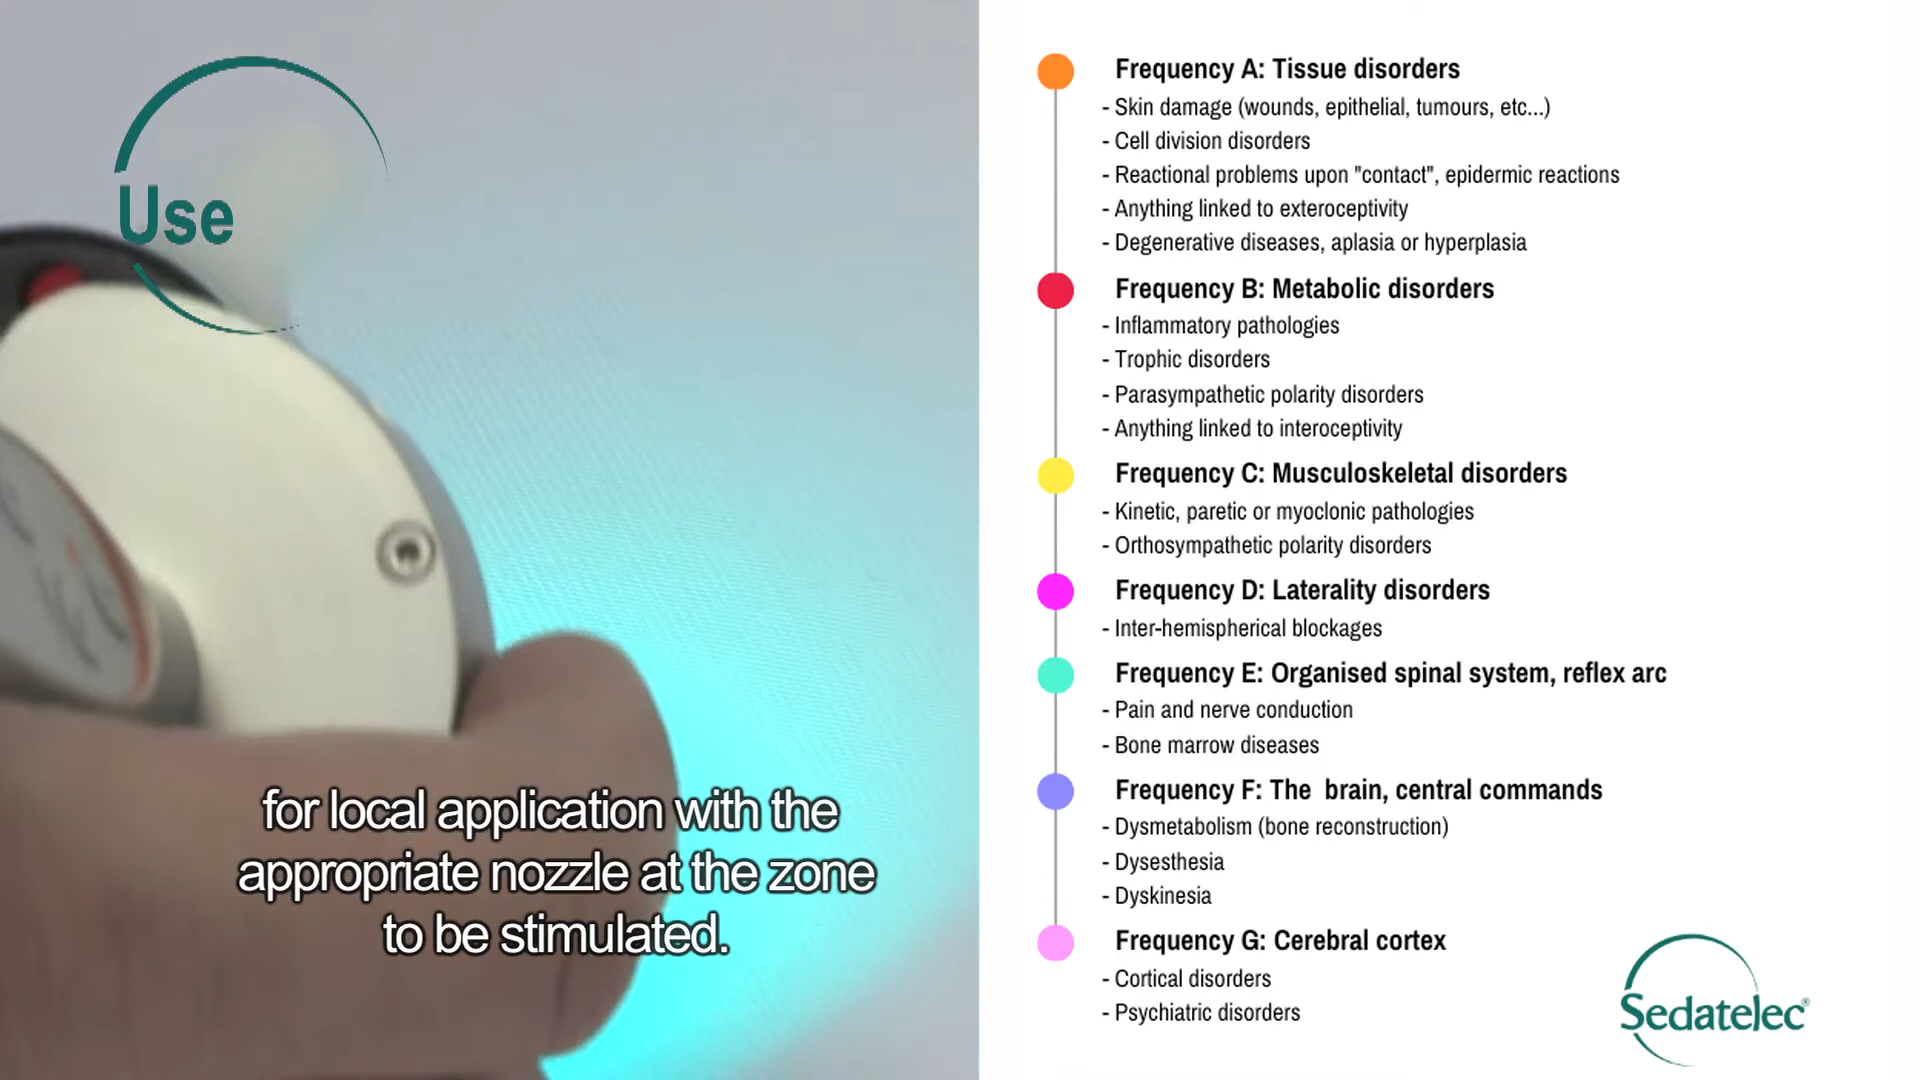 Use
for local application with the
appropriate nozzle at the zone
to be stimulated.
Frequency A: Tissue disorders
- Skin damage (wounds, epithelial, tumours, etc...)
- Cell division disorders
- Reactional problems upon "contact", epidermic reactions
- Anything linked to exteroceptivity
- Degenerative diseases, aplasia or hyperplasia
Frequency B: Metabolic disorders
- Inflammatory pathologies
- Trophic disorders
- Parasympathetic polarity disorders
- Anything linked to interoceptivity
Frequency C: Musculoskeletal disorders
- Kinetic, paretic or myoclonic pathologies
- Orthosympathetic polarity disorders
Frequency D: Laterality disorders
- Inter-hemispherical blockages
Frequency E: Organised spinal system, reflex arc
- Pain and nerve conduction
- Bone marrow diseases
Frequency F: The  brain, central commands
- Dysmetabolism (bone reconstruction)
- Dysesthesia
- Dyskinesia
Frequency G: Cerebral cortex
- Cortical disorders
- Psychiatric disorders
Sedatelec®